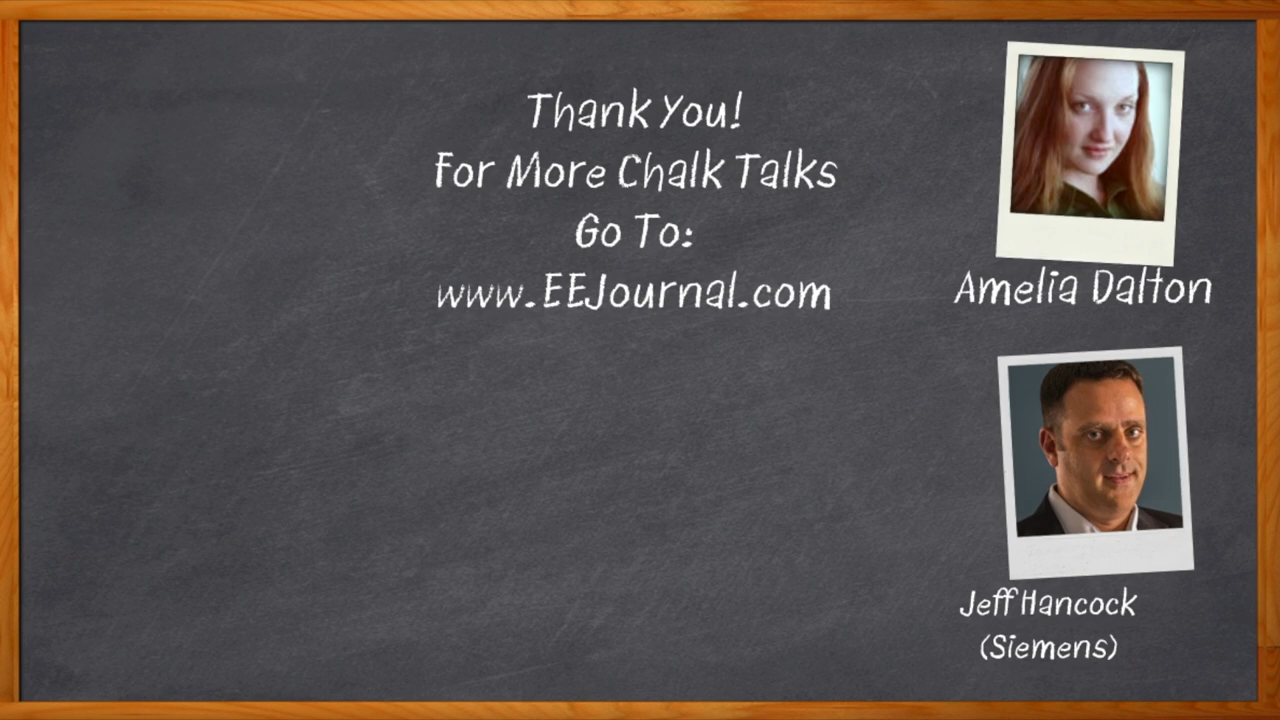 Thank You!
For More Chalk Talks
Go To:
www.EEJournal.com
Amelia Dalton
Jeff Hancock
(Siemens)